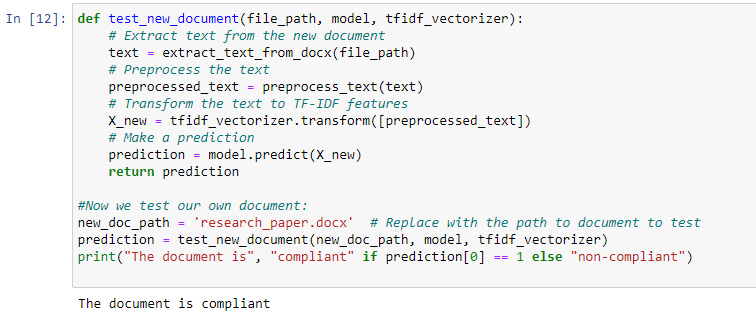 In [12]: def test_new_document(file_path, model, tfidf_vectorizer):
    # Extract text from the new document
    text = extract_text_from_docx(file_path)
    # Preprocess the text
    preprocessed_text = preprocess_text(text)
    # Transform the text to TF-IDF features
    X_new = tfidf_vectorizer.transform([preprocessed_text])
    # Make a prediction
    prediction = model.predict(X_new)
    return prediction

#Now we test our own document:
new_doc_path = 'research_paper.docx'  # Replace with the path to document to test
prediction = test_new_document(new_doc_path, model, tfidf_vectorizer)
print("The document is", "compliant" if prediction[0] == 1 else "non-compliant")

The document is compliant